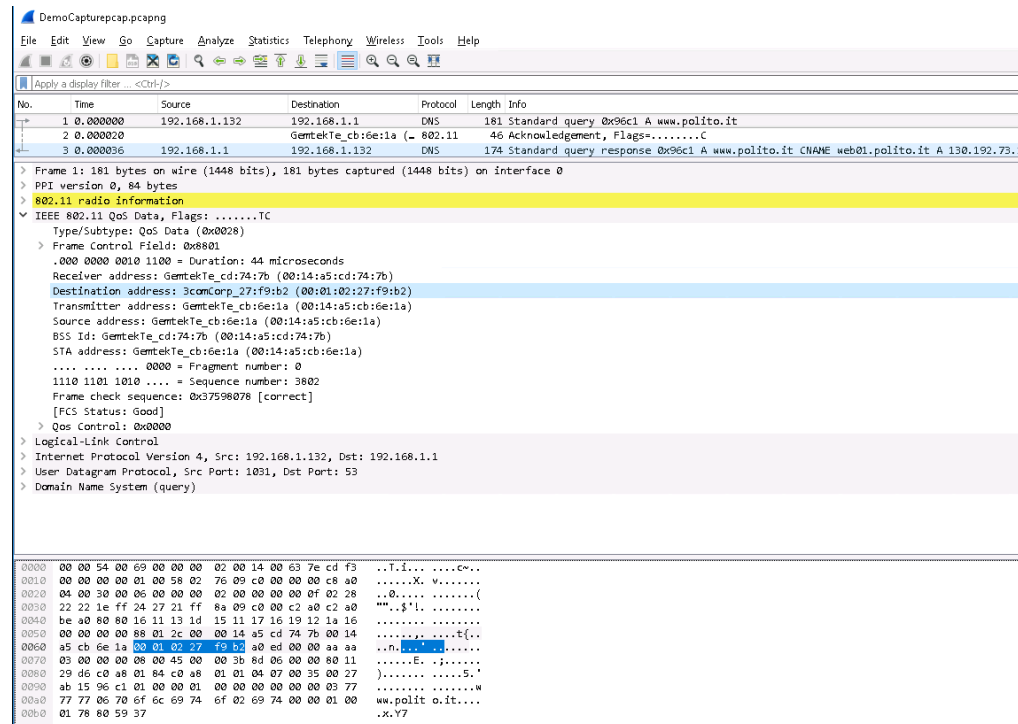 DemoCapturepcap.pcapng
File Edit View Go Capture Analyze Statistics Telephony Wireless Tools Help
Apply a display filter ... <Ctrl-/>
No. Time Source Destination Protocol Length Info
1 0.000000 192.168.1.132 192.168.1.1 DNS 181 Standard query 0x96c1 A www.polito.it
2 0.000020 GemtekTe_cb:6e:1a (… 802.11 46 Acknowledgement, Flags=........C
3 0.000036 192.168.1.1 192.168.1.132 DNS 174 Standard query response 0x96c1 A www.polito.it CNAME web01.polito.it A 130.192.73.
Frame 1: 181 bytes on wire (1448 bits), 181 bytes captured (1448 bits) on interface 0
PPI version 0, 84 bytes
802.11 radio information
IEEE 802.11 QoS Data, Flags: .......TC
Type/Subtype: QoS Data (0x0028)
Frame Control Field: 0x8801
.000 0000 0010 1100 = Duration: 44 microseconds
Receiver address: GemtekTe_cd:74:7b (00:14:a5:cd:74:7b)
Destination address: 3comCorp_27:f9:b2 (00:01:02:27:f9:b2)
Transmitter address: GemtekTe_cb:6e:1a (00:14:a5:cb:6e:1a)
Source address: GemtekTe_cb:6e:1a (00:14:a5:cb:6e:1a)
BSS Id: GemtekTe_cd:74:7b (00:14:a5:cd:74:7b)
STA address: GemtekTe_cb:6e:1a (00:14:a5:cb:6e:1a)
.... .... .... 0000 = Fragment number: 0
1110 1101 1010 .... = Sequence number: 3802
Frame check sequence: 0x37598078 [correct]
[FCS Status: Good]
Qos Control: 0x0000
Logical-Link Control
Internet Protocol Version 4, Src: 192.168.1.132, Dst: 192.168.1.1
User Datagram Protocol, Src Port: 1031, Dst Port: 53
Domain Name System (query)
0000 00 00 54 00 69 00 00 00 02 00 14 00 63 7e cd f3 ..T.i... ....c~..
0010 00 00 00 00 01 00 58 02 76 09 c0 00 00 00 c8 a0 ......X. v.......
0020 04 00 30 00 06 00 00 00 02 00 00 00 00 0f 02 28 ..0..... .......(
0030 22 22 1e ff 24 27 21 ff 8a 09 c0 00 c2 a0 c2 a0 ""..$'!. ........
0040 be a0 80 80 16 11 13 1d 15 11 17 16 19 12 1a 16 ........ ........
0050 00 00 00 00 88 01 2c 00 00 14 a5 cd 74 7b 00 14 ......,. ....t{..
0060 a5 cb 6e 1a 00 01 02 27 f9 b2 a0 ed 00 00 aa aa ..n....' ........
0070 03 00 00 00 08 00 45 00 00 3b 8d 06 00 00 80 11 ......E. .;......
0080 29 d6 c0 a8 01 84 c0 a8 01 01 04 07 00 35 00 27 )....... .....5.'
0090 ab 15 96 c1 01 00 00 01 00 00 00 00 00 00 03 77 ........ .......w
00a0 77 77 06 70 6f 6c 69 74 6f 02 69 74 00 00 01 00 ww.polit o.it....
00b0 01 78 80 59 37 .x.Y7